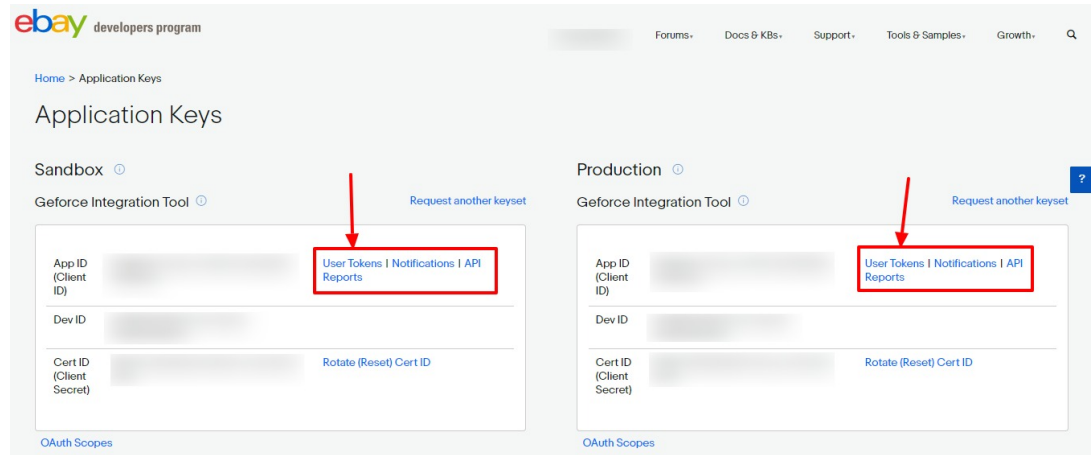 ebay developers program
Forums Docs & KBs Support Tools & Samples Growth
Home > Application Keys
Application Keys
Sandbox
Geforce Integration Tool Request another keyset
App ID
(Client
ID)
User Tokens | Notifications | API
Reports
Dev ID
Cert ID
(Client
Secret)
Rotate (Reset) Cert ID
OAuth Scopes
Production
?
Geforce Integration Tool Request another keyset
App ID
(Client
ID)
User Tokens | Notifications | API
Reports
Dev ID
Cert ID
(Client
Secret)
Rotate (Reset) Cert ID
OAuth Scopes